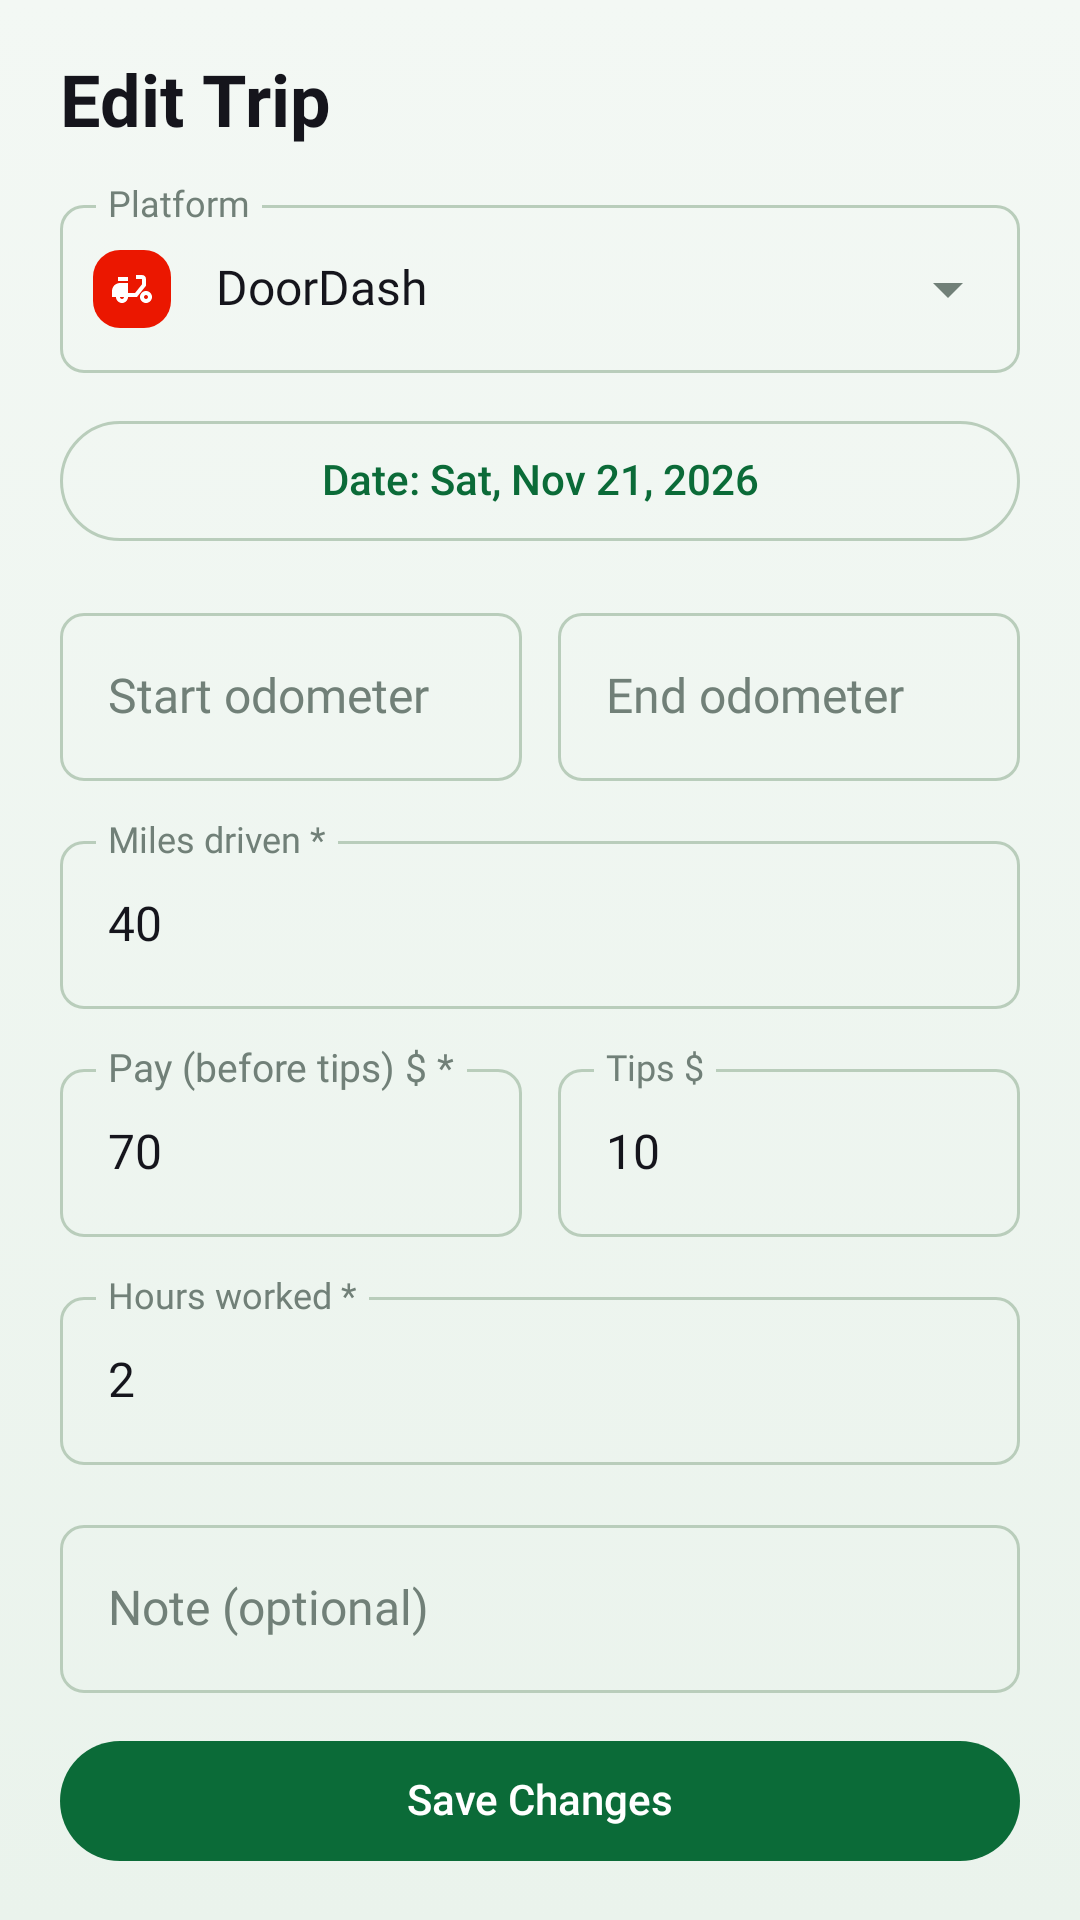 Edit Trip
Platform
DoorDash
Date: Sat, Nov 21, 2026
Start odometer
End odometer
Miles driven *
40
Pay (before tips) $ *
70
Tips $
10
Hours worked *
2
Note (optional)
Save Changes